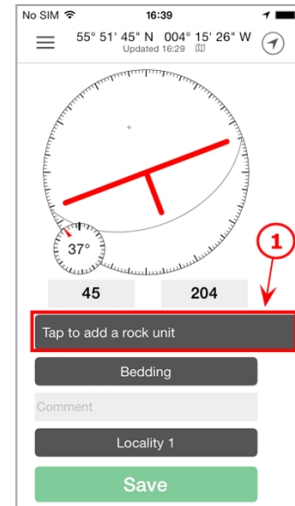 No SIM 16:39
55° 51' 45" N 004° 15' 26" W
Updated 16:29
37°
45 204
1
Tap to add a rock unit
Bedding
Comment
Locality 1
Save